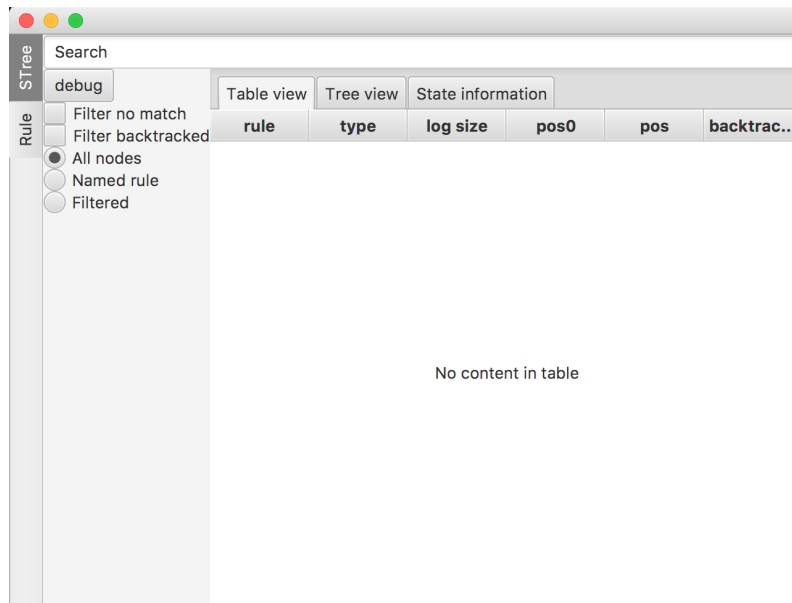 STree
Rule
Search
debug
Filter no match
Filter backtracked
All nodes
Named rule
Filtered
Table view Tree view State information
rule type log size pos0 pos backtrac..
No content in table